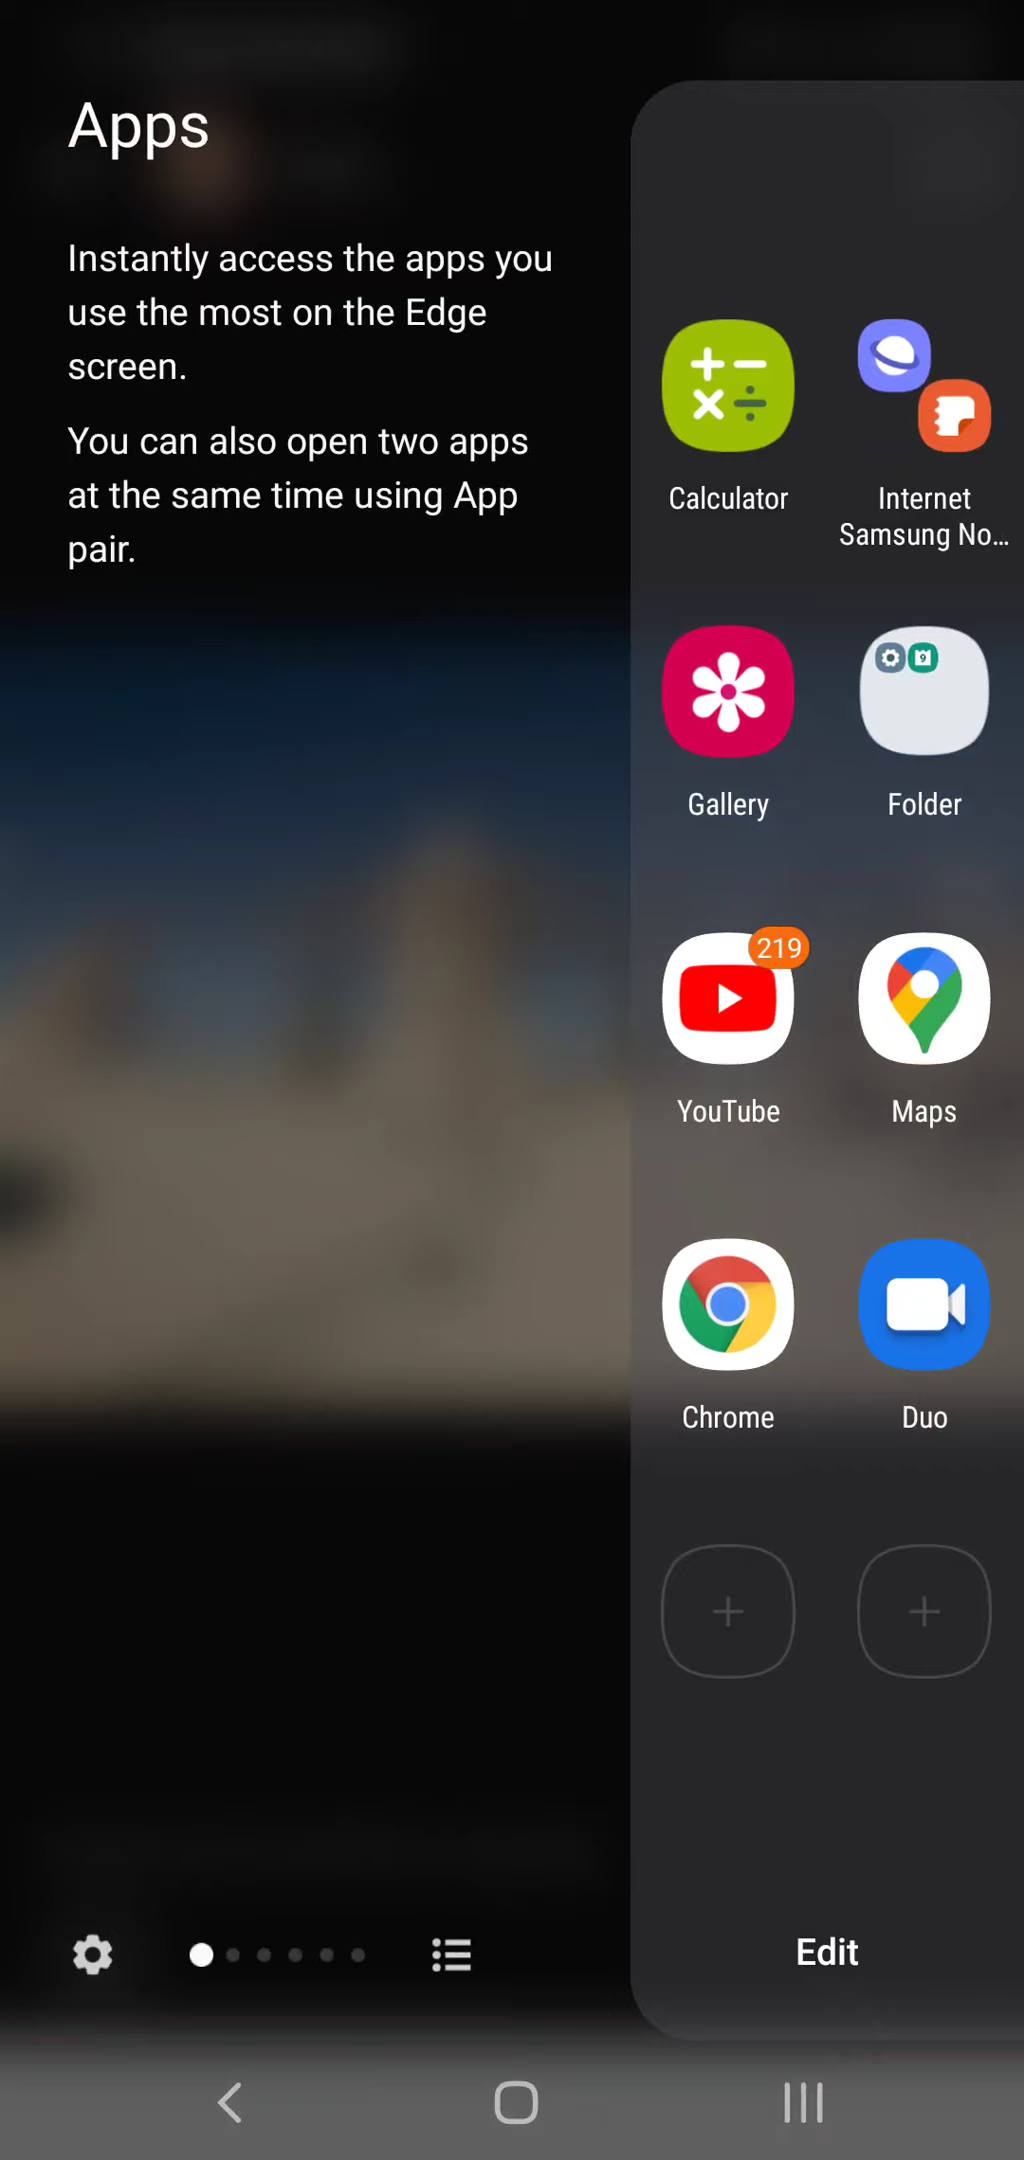 Apps
Instantly access the apps you
use the most on the Edge
screen.
You can also open two apps
at the same time using App
pair.
Calculator
Internet
Samsung No...
Gallery
9
Folder
219
YouTube
Maps
Chrome
Duo
Edit